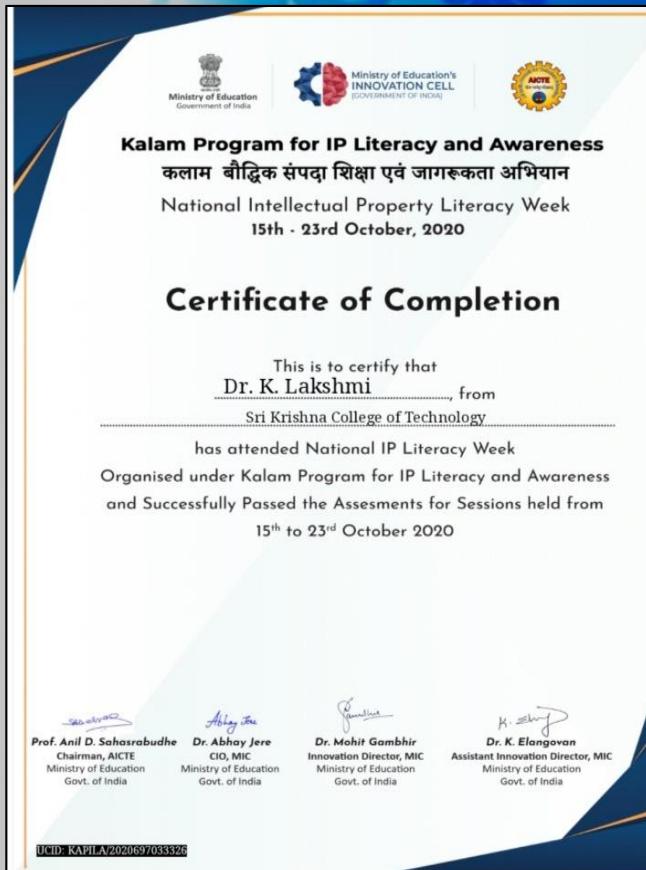 Ministry of Education
Government of India
Ministry of Education's
INNOVATION CELL
(GOVERNMENT OF INDIA)
AICTE
Kalam Program for IP Literacy and Awareness
कलाम बौद्धिक संपदा शिक्षा एवं जागरूकता अभियान
National Intellectual Property Literacy Week
15th - 23rd October, 2020
Certificate of Completion
This is to certify that
Dr. K. Lakshmi, from
Sri Krishna College of Technology
has attended National IP Literacy Week
Organised under Kalam Program for IP Literacy and Awareness
and Successfully Passed the Assesments for Sessions held from
15th to 23rd October 2020
Abhay Jere
K. Elang
Prof. Anil D. Sahasrabudhe
Chairman, AICTE
Ministry of Education
Govt. of India
Dr. Abhay Jere
CIO, MIC
Ministry of Education
Govt. of India
Dr. Mohit Gambhir
Innovation Director, MIC
Ministry of Education
Govt. of India
Dr. K. Elangovan
Assistant Innovation Director, MIC
Ministry of Education
Govt. of India
UCID: KAPILA/2020697033326